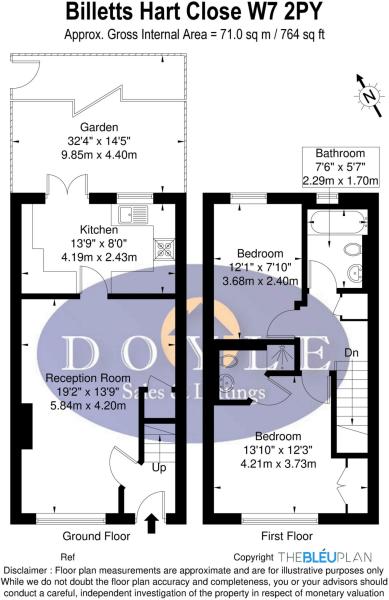 Billetts Hart Close W7 2PY
Approx. Gross Internal Area = 71.0 sq m / 764 sq ft
N
Garden
32'4" x 14'5"
9.85m x 4.40m
Bathroom
7'6" x 5'7"
2.29m x 1.70m
Kitchen
13'9" x 8'0"
4.19m x 2.43m
Bedroom
12'1" x 7'10"
3.68m x 2.40m
DOYLE
Sales & Lettings
Dn
Reception Room
19'2" x 13'9"
5.84m x 4.20m
Bedroom
13'10" x 12'3"
4.21m x 3.73m
Up
Ground Floor
First Floor
Ref
Copyright THE BLEUPLAN
Disclaimer : Floor plan measurements are approximate and are for illustrative purposes only
While we do not doubt the floor plan accuracy and completeness, you or your advisors should
conduct a careful, independent investigation of the property in respect of monetary valuation